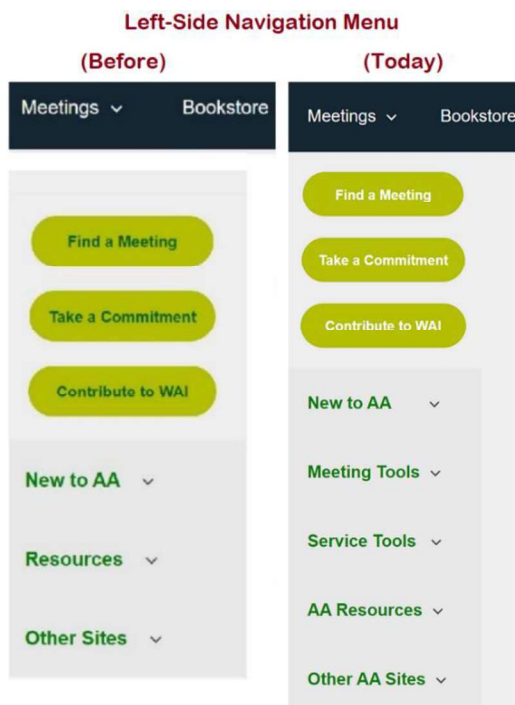 Left-Side Navigation Menu
(Before)
Meetings Bookstore
Find a Meeting
Take a Commitment
Contribute to WAI
New to AA
Resources
Other Sites
(Today)
Meetings Bookstore
Find a Meeting
Take a Commitment
Contribute to WAI
New to AA
Meeting Tools
Service Tools
AA Resources
Other AA Sites